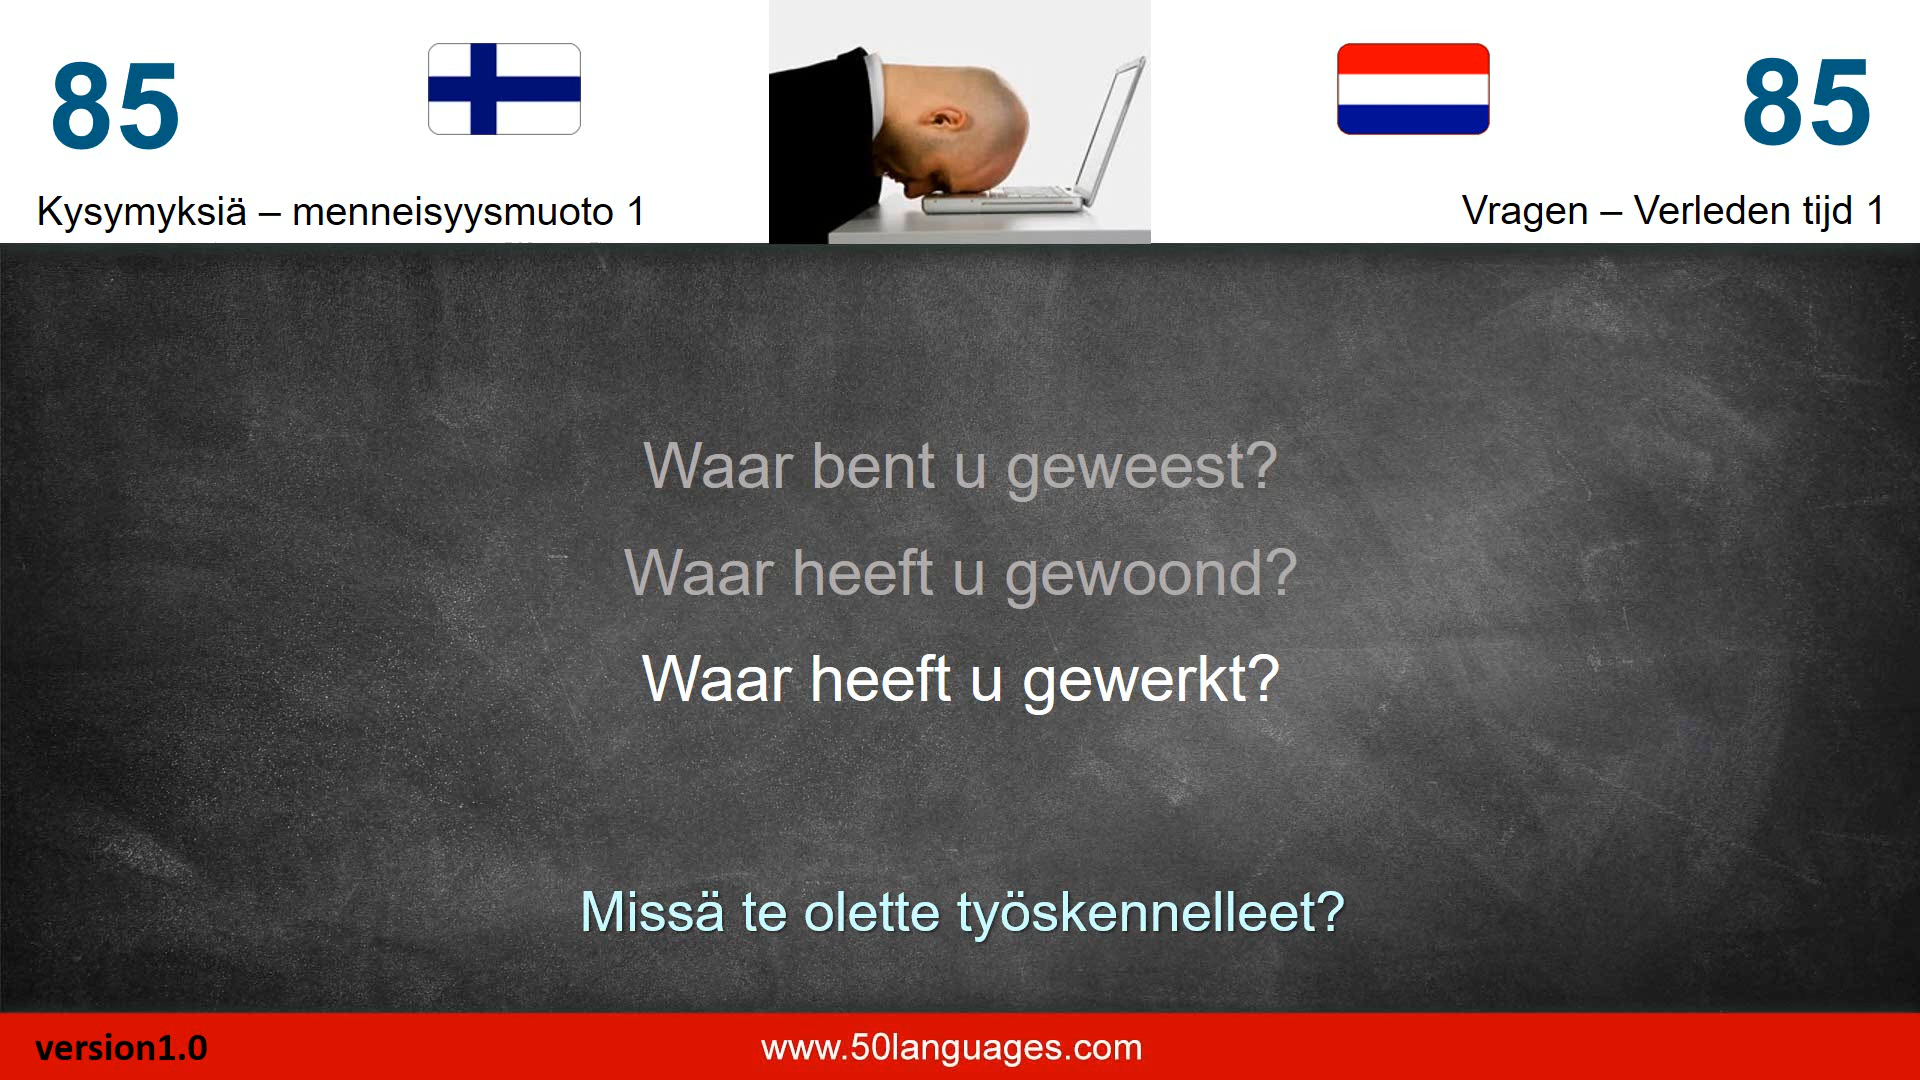 85
85
Kysymyksiä – menneisyysmuoto 1
Vragen – Verleden tijd 1
Waar bent u geweest?
Waar heeft u gewoond?
Waar heeft u gewerkt?
Missä te olette työskennelleet?
version1.0
www.50languages.com